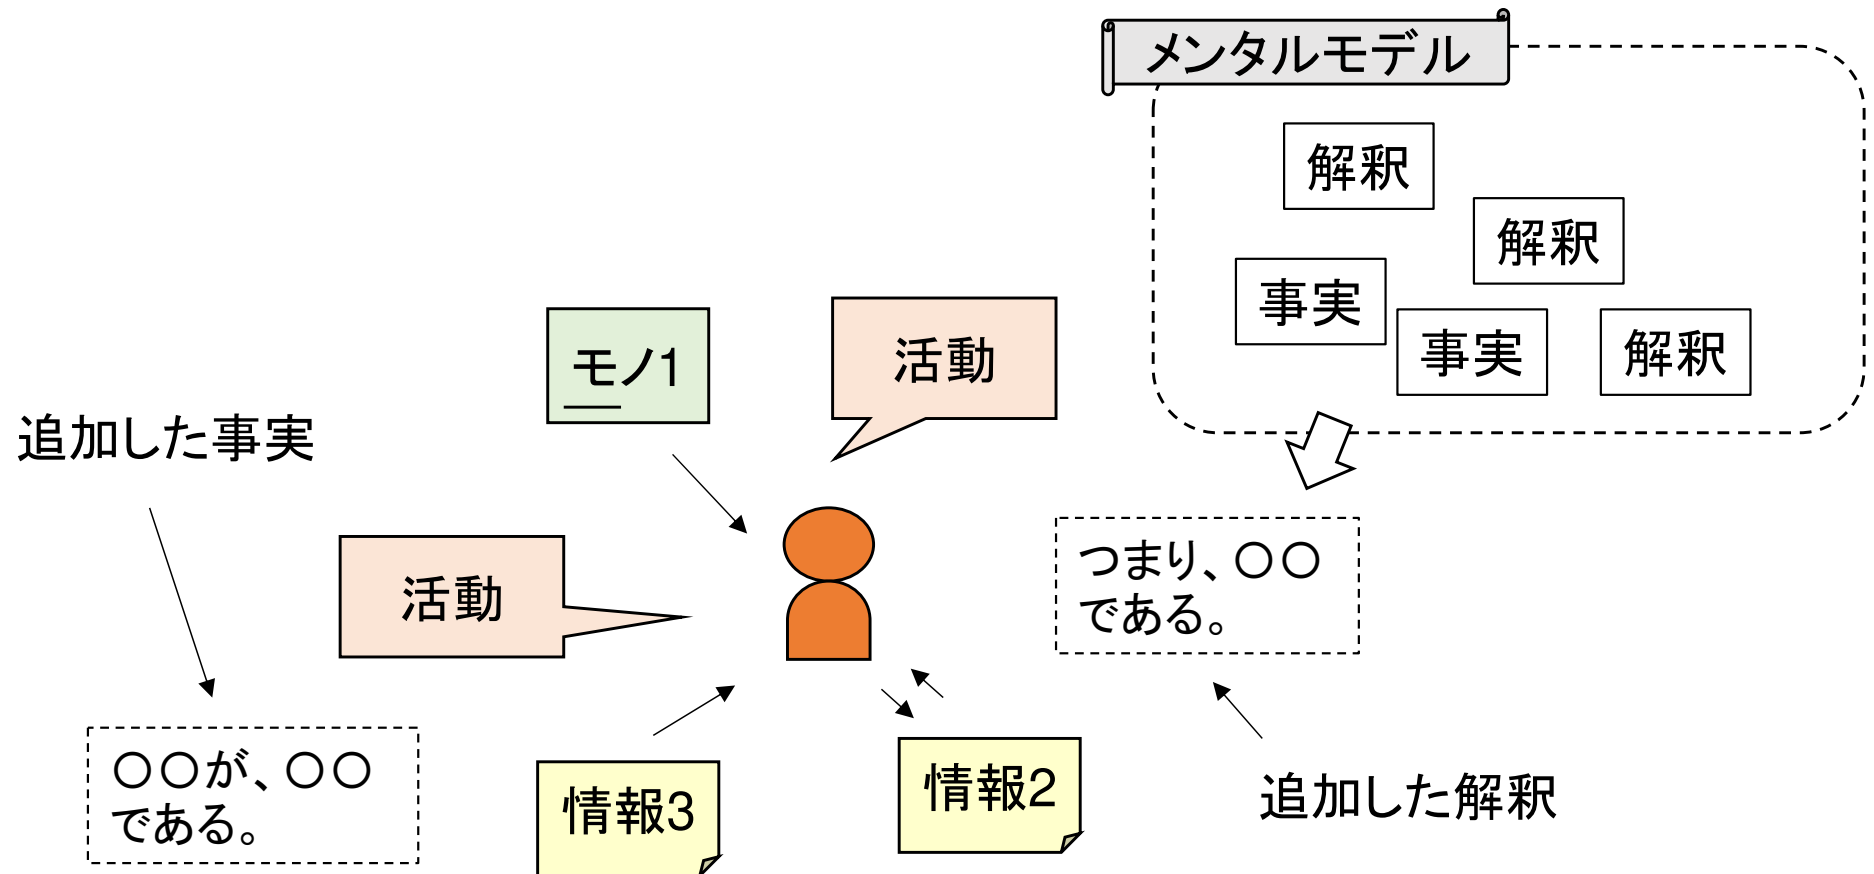 メンタルモデル
解釈
解釈
事実
事実
解釈
モノ1
活動
追加した事実
活動
つまり、〇〇
である。
〇〇が、〇〇
である。
情報3
情報2
追加した解釈